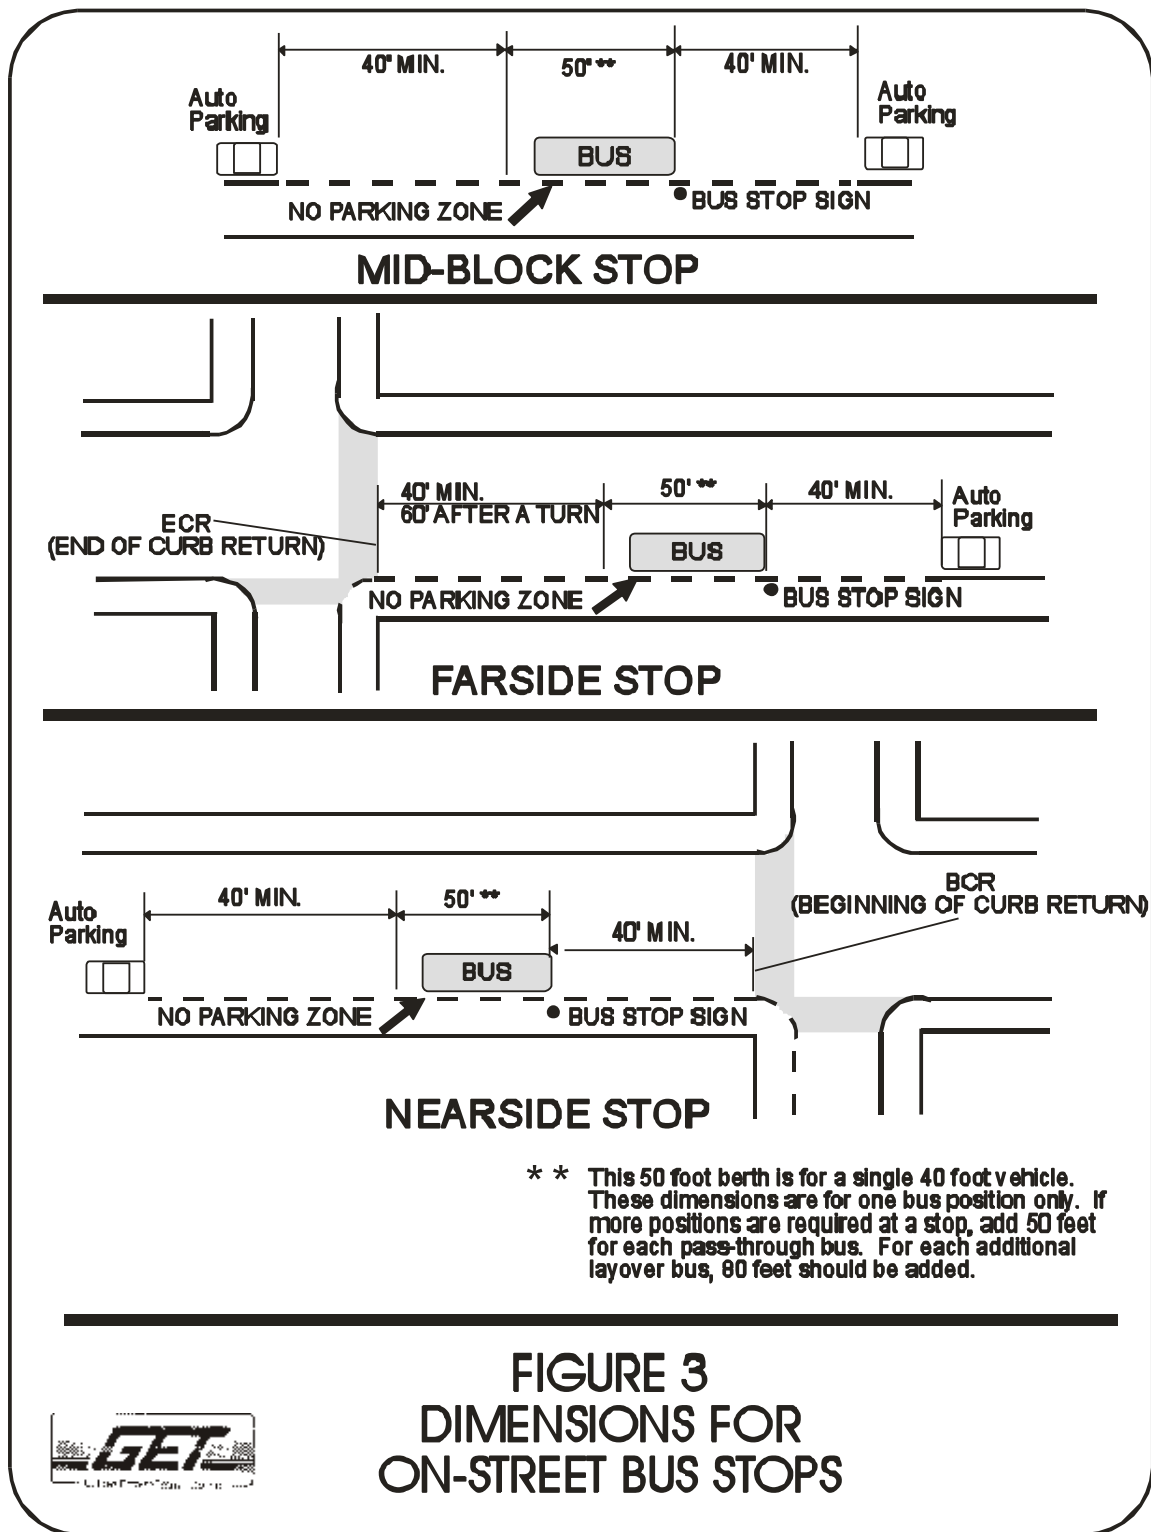 40' MIN.
50' **
40' MIN.
Auto
Parking
Auto
Parking
BUS
NO PARKING ZONE
BUS STOP SIGN
MID-BLOCK STOP
40' MIN.
60' AFTER A TURN
50' **
40' MIN.
Auto
Parking
ECR
(END OF CURB RETURN)
BUS
NO PARKING ZONE
BUS STOP SIGN
FARSIDE STOP
40' MIN.
50' **
BCR
(BEGINNING OF CURB RETURN)
Auto
Parking
40' MIN.
BUS
NO PARKING ZONE
BUS STOP SIGN
NEARSIDE STOP
** This 50 foot berth is for a single 40 foot vehicle.
These dimensions are for one bus position only. If
more positions are required at a stop, add 50 feet
for each pass-through bus. For each additional
layover bus, 80 feet should be added.
FIGURE 3
DIMENSIONS FOR
ON-STREET BUS STOPS
GET